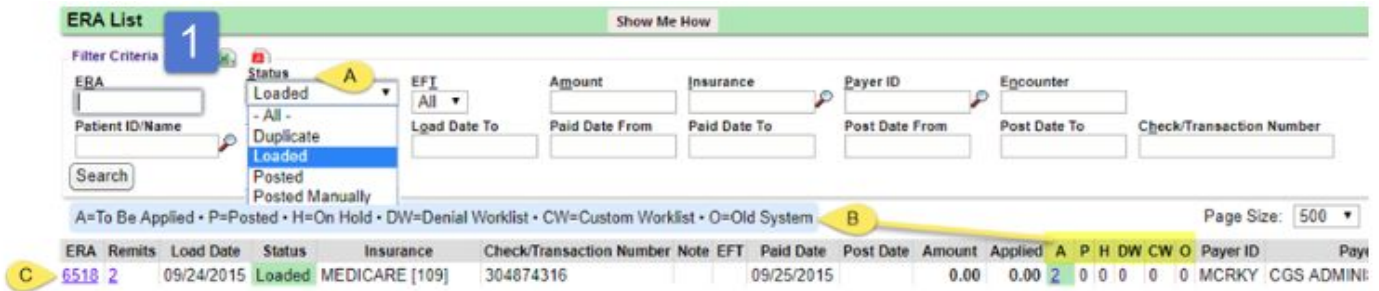 ERA List Show Me How
1
Filter Criteria
ERA Status A EFT Amount Insurance Payer ID Encounter
Loaded All
- All -
Patient ID/Name Duplicate Load Date To Paid Date From Paid Date To Post Date From Post Date To Check/Transaction Number
Loaded
Search Posted
Posted Manually
A=To Be Applied • P=Posted • H=On Hold • DW=Denial Worklist • CW=Custom Worklist • O=Old System B Page Size: 500
ERA Remits Load Date Status Insurance Check/Transaction Number Note EFT Paid Date Post Date Amount Applied A P H DW CW O Payer ID Paye
C 6518 2 09/24/2015 Loaded MEDICARE [109] 304874316 09/25/2015 0.00 0.00 2 0 0 0 0 0 MCRKY CGS ADMINI